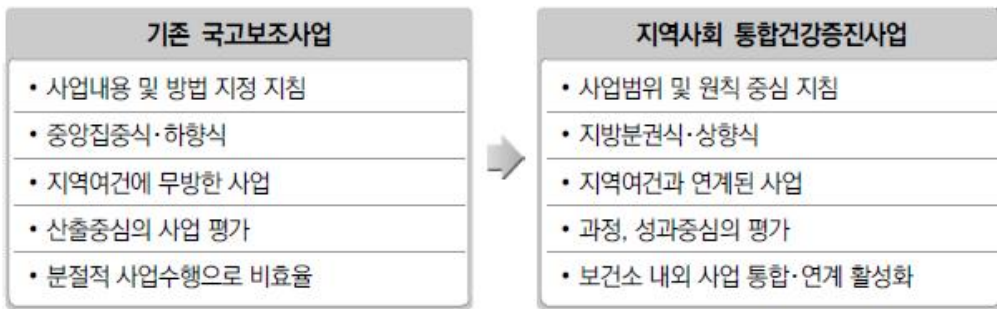 기존 국고보조사업
• 사업내용 및 방법 지정 지침
• 중앙집중식·하향식
• 지역여건에 무방한 사업
• 산출중심의 사업 평가
• 분절적 사업수행으로 비효율
지역사회 통합건강증진사업
• 사업범위 및 원칙 중심 지침
• 지방분권식·상향식
• 지역여건과 연계된 사업
• 과정, 성과중심의 평가
• 보건소 내외 사업 통합·연계 활성화